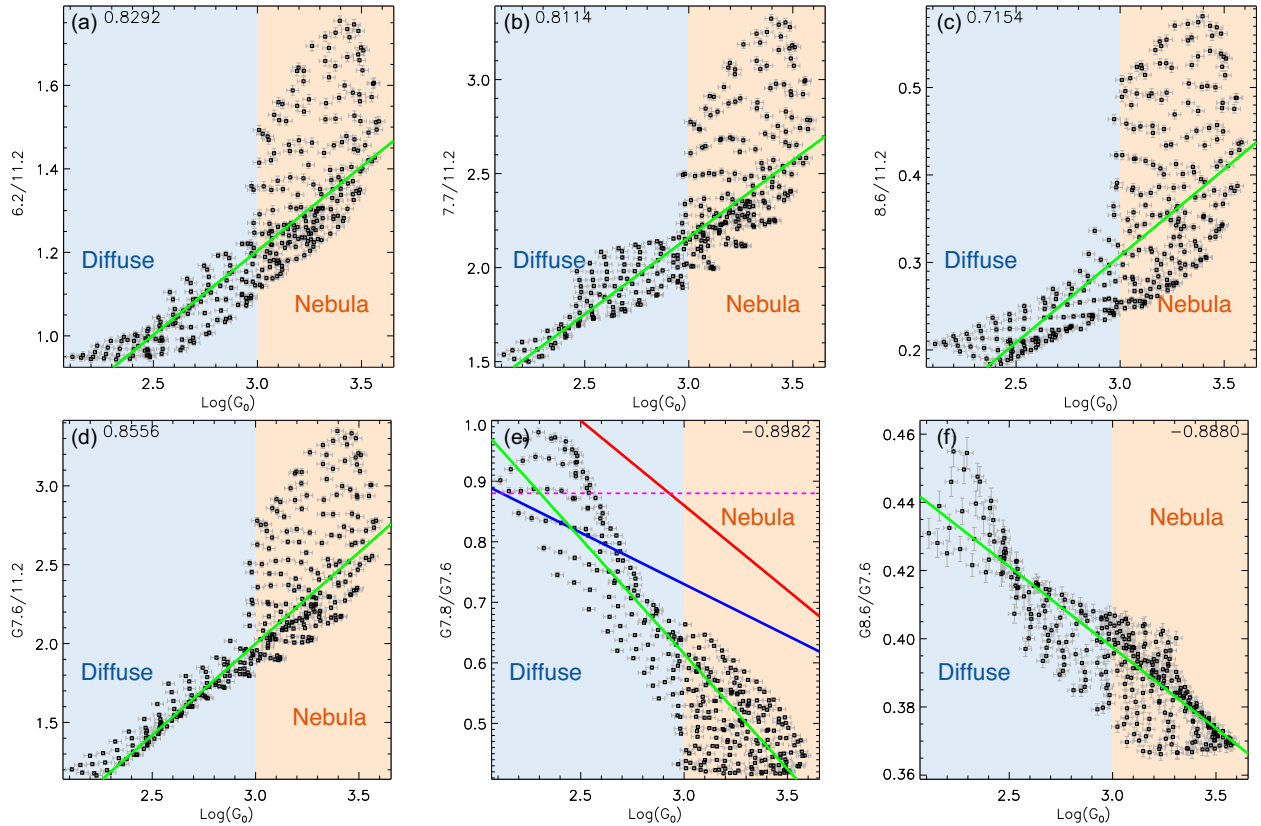 (a) 0.8292
1.6
1.4
1.2
1.0
6.2/11.2
Diffuse
Nebula
2.5 3.0 3.5
Log(G₀)
(b) 0.8114
3.0
2.5
2.0
1.5
7.7/11.2
Diffuse
Nebula
2.5 3.0 3.5
Log(G₀)
(c) 0.7154
0.5
0.4
0.3
0.2
8.6/11.2
Diffuse
Nebula
2.5 3.0 3.5
Log(G₀)
(d) 0.8556
3.0
2.5
2.0
1.5
G7.6/11.2
Diffuse
Nebula
2.5 3.0 3.5
Log(G₀)
(e) −0.8982
1.0
0.9
0.8
0.7
0.6
0.5
G7.8/G7.6
Nebula
Diffuse
2.5 3.0 3.5
Log(G₀)
(f) −0.8880
0.46
0.44
0.42
0.40
0.38
0.36
G8.6/G7.6
Nebula
Diffuse
2.5 3.0 3.5
Log(G₀)